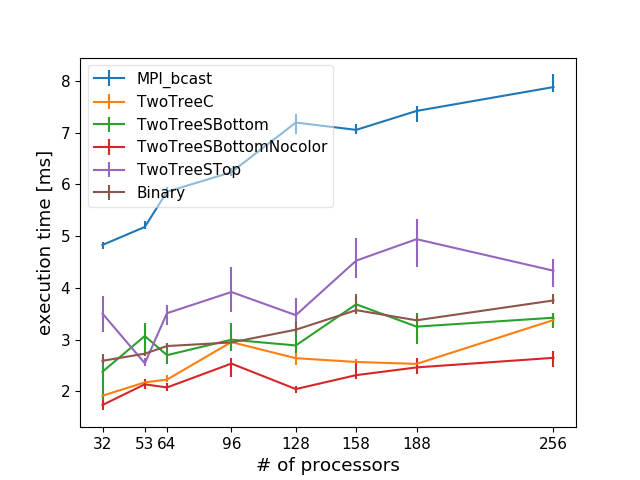 8
7
6
5
4
3
2
execution time [ms]
MPI_bcast
TwoTreeC
TwoTreeSBottom
TwoTreeSBottomNocolor
TwoTreeSTop
Binary
32 53 64 96 128 158 188 256
# of processors